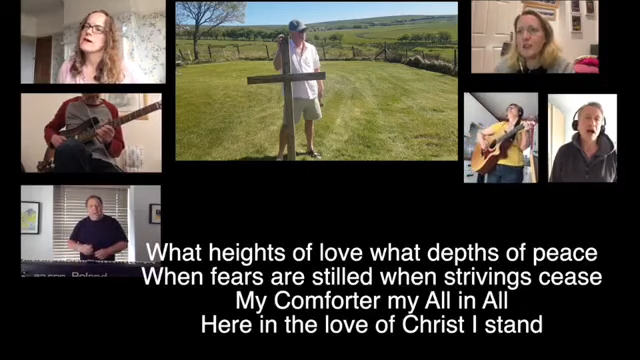 Roland
What heights of love what depths of peace
When fears are stilled when strivings cease
My Comforter my All in All
Here in the love of Christ I stand